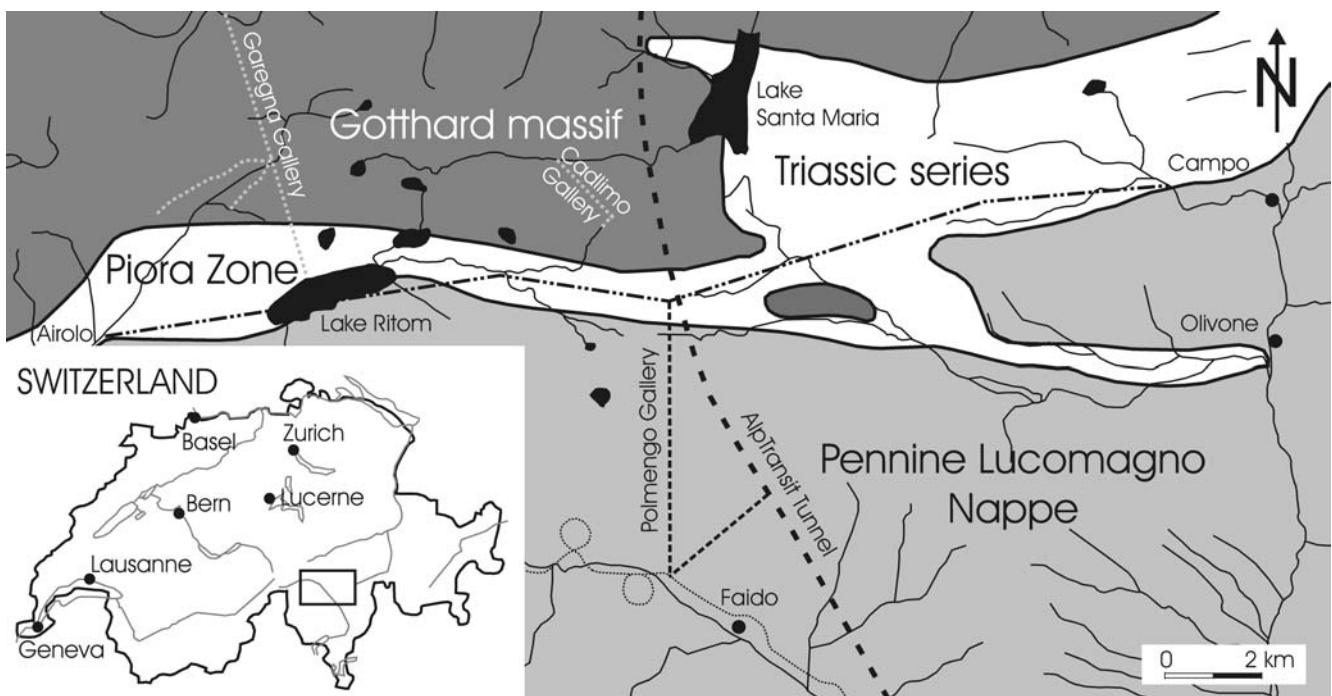 Garegna Gallery
Gotthard massif
Cadlimo
Gallery
Lake
Santa Maria
N
Triassic series
Campo
Piora Zone
Airolo
Lake Ritom
Olivone
Polmengo Gallery
AlpTransit Tunnel
Pennine Lucomagno
Nappe
Faido
0 2 km
SWITZERLAND
Basel
Zurich
Bern
Lucerne
Lausanne
Geneva